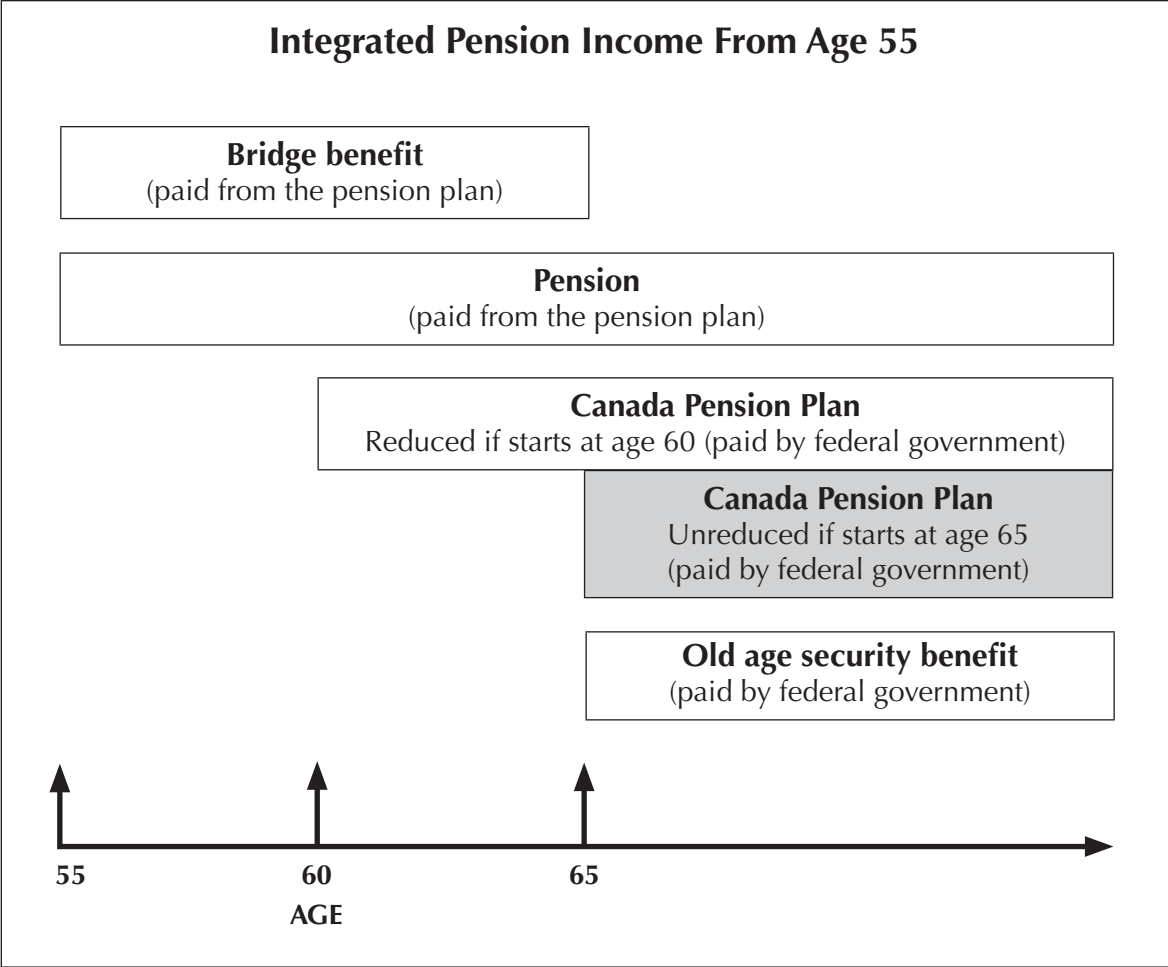 Integrated Pension Income From Age 55
Bridge benefit
(paid from the pension plan)
Pension
(paid from the pension plan)
Canada Pension Plan
Reduced if starts at age 60 (paid by federal government)
Canada Pension Plan
Unreduced if starts at age 65
(paid by federal government)
Old age security benefit
(paid by federal government)
55 60 65
AGE